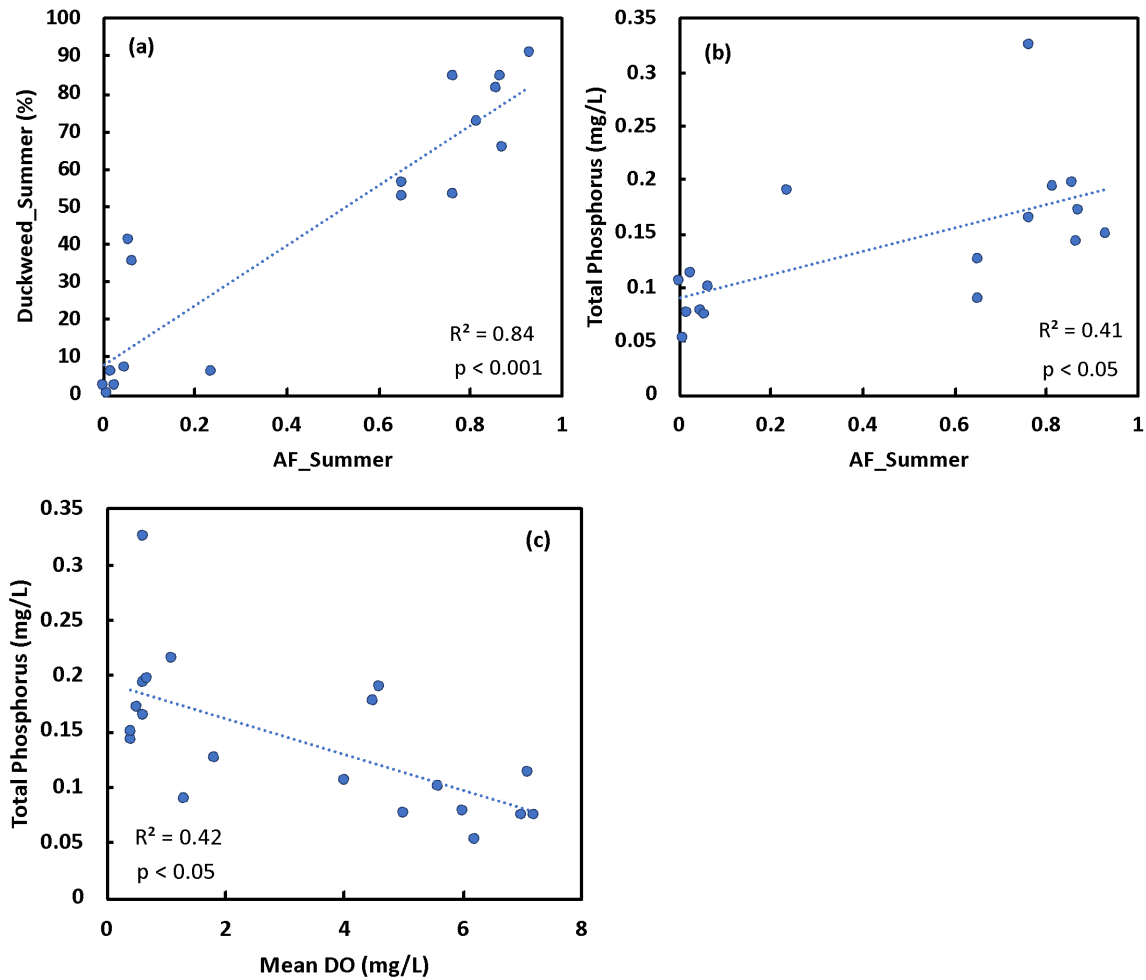 (a)
Duckweed_Summer (%)
100
90
80
70
60
50
40
30
20
10
0
R² = 0.84
p < 0.001
0 0.2 0.4 0.6 0.8 1
AF_Summer
(b)
Total Phosphorus (mg/L)
0.35
0.3
0.25
0.2
0.15
0.1
0.05
0
R² = 0.41
p < 0.05
0 0.2 0.4 0.6 0.8 1
AF_Summer
(c)
Total Phosphorus (mg/L)
0.35
0.3
0.25
0.2
0.15
0.1
0.05
0
R² = 0.42
p < 0.05
0 2 4 6 8
Mean DO (mg/L)